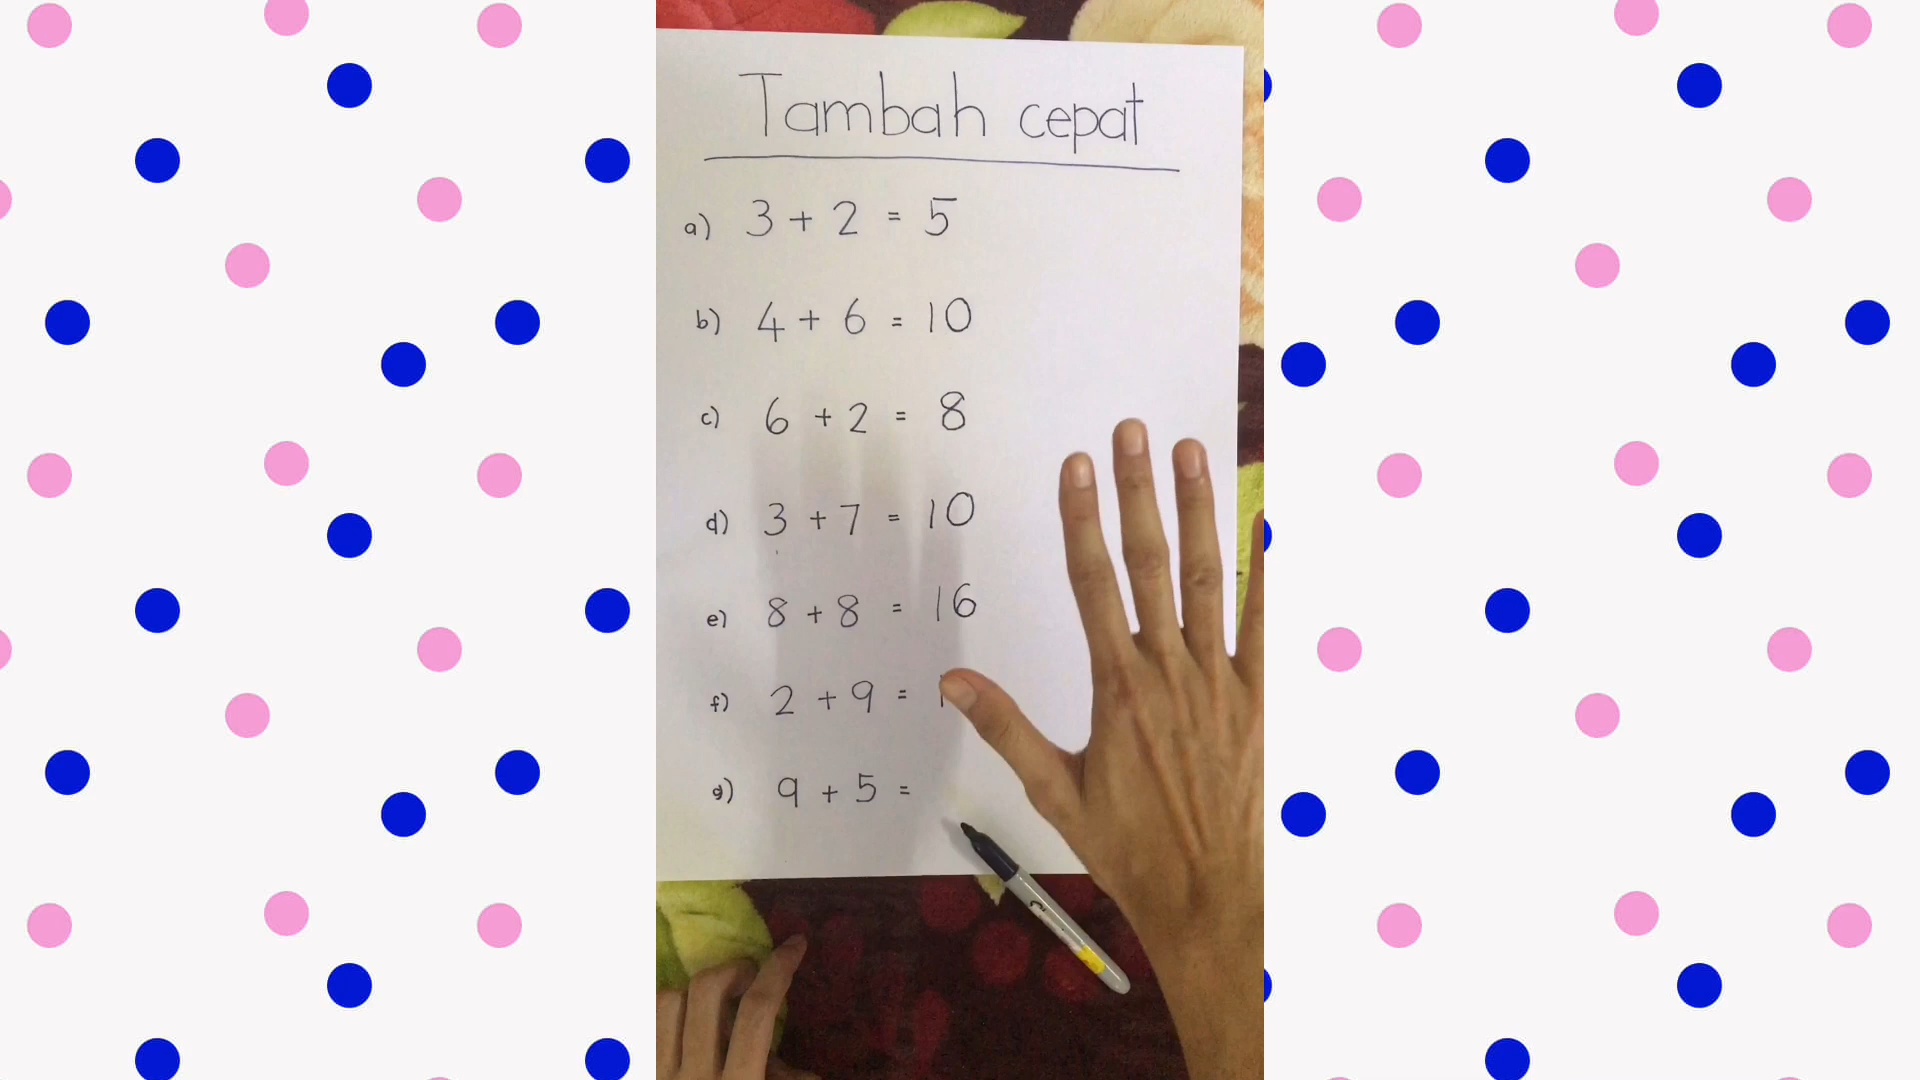 Tambah cepat
a) 3 + 2 = 5
b) 4 + 6 = 10
c) 6 + 2 = 8
d) 3 + 7 = 10
e) 8 + 8 = 16
f) 2 + 9 =
g) 9 + 5 =